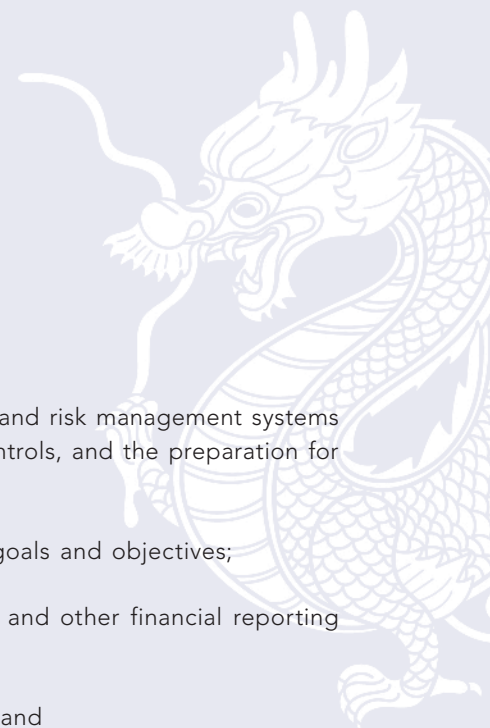 and risk management systems
ntrols, and the preparation for
goals and objectives;
and other financial reporting
and